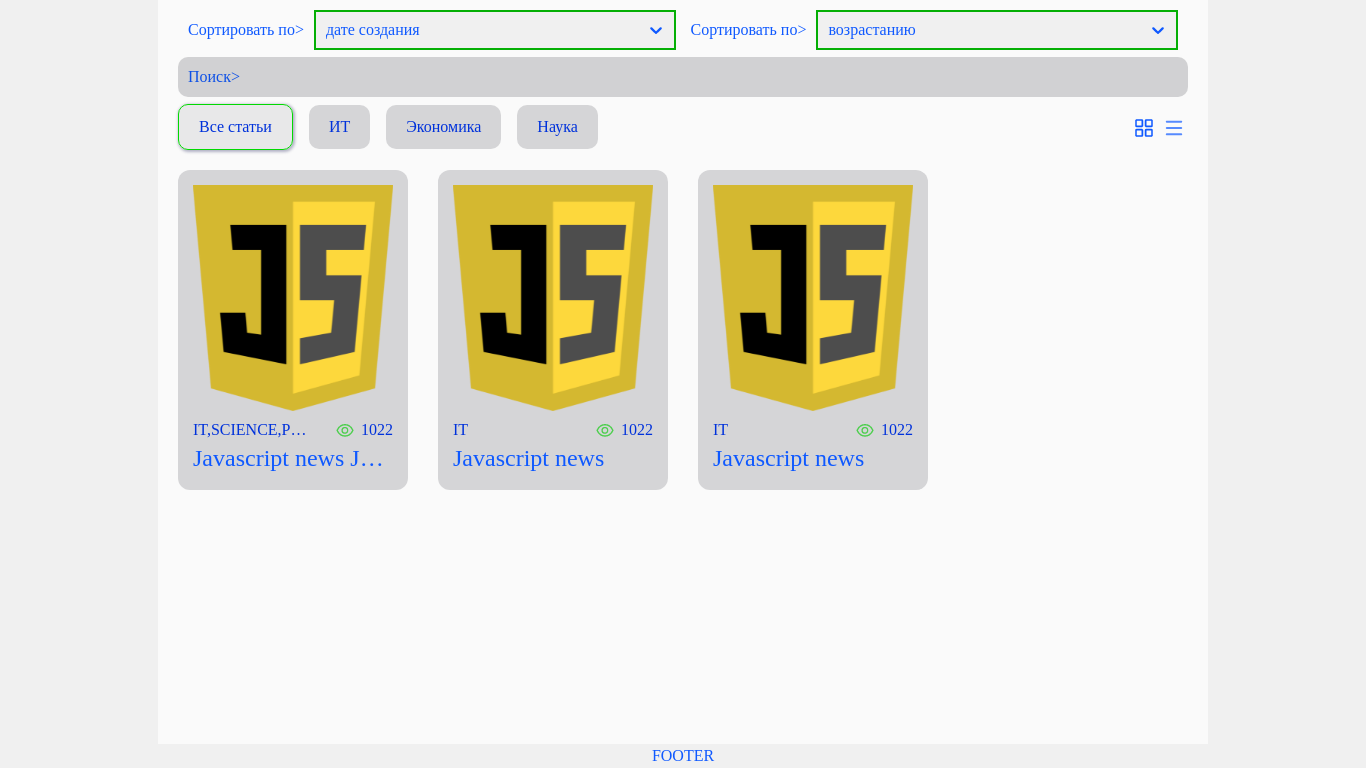 Сортировать по> дате создания Сортировать по> возрастанию
Поиск>
Все статьи ИТ Экономика Наука
JS JS JS
IT,SCIENCE,P… 1022 IT 1022 IT 1022
Javascript news J… Javascript news Javascript news
FOOTER